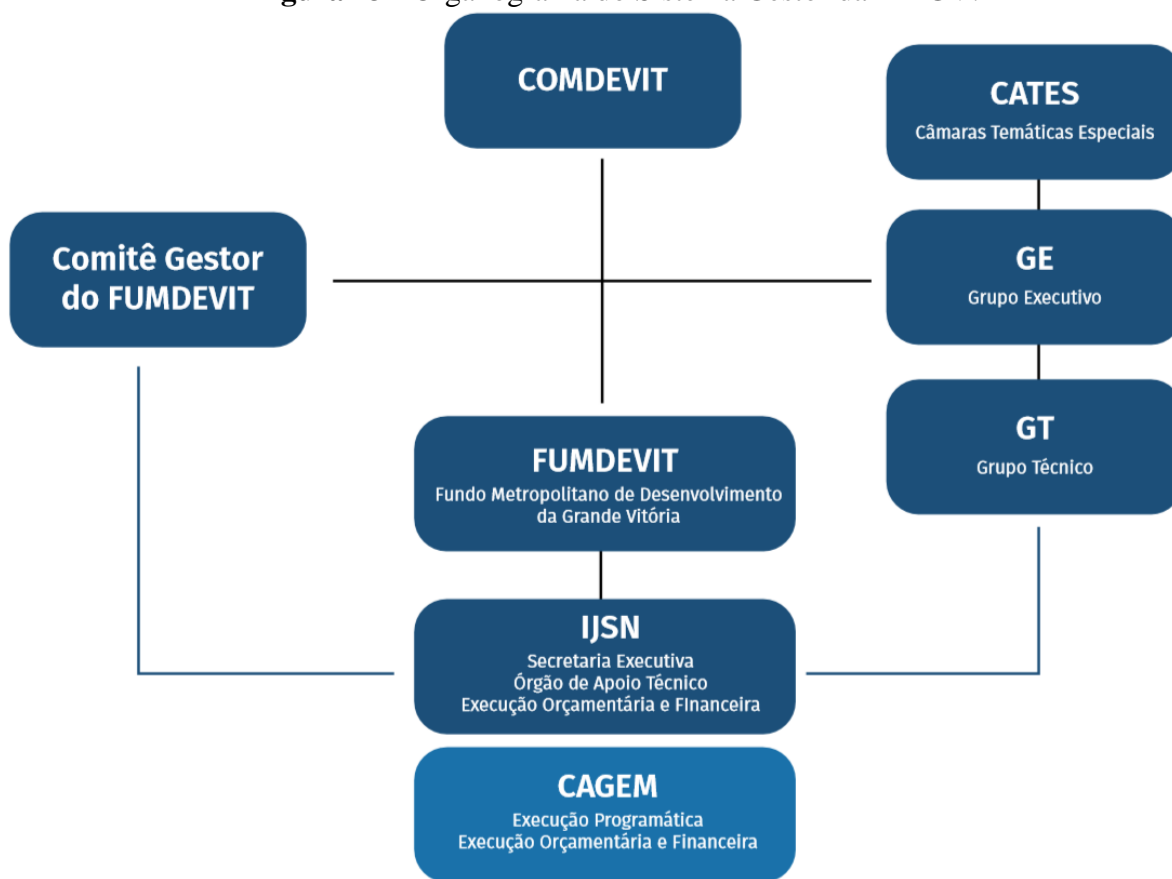 COMDEVIT
CATES
Câmaras Temáticas Especiais
Comitê Gestor
do FUMDEVIT
GE
Grupo Executivo
GT
Grupo Técnico
FUMDEVIT
Fundo Metropolitano de Desenvolvimento
da Grande Vitória
IJSN
Secretaria Executiva
Órgão de Apoio Técnico
Execução Orçamentária e FInanceira
CAGEM
Execução Programática
Execução Orçamentária e Financeira